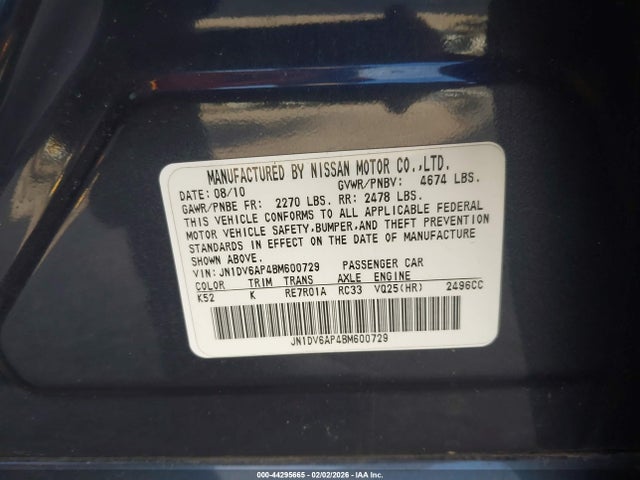 MANUFACTURED BY NISSAN MOTOR CO.,LTD.
DATE: 08/10 GVWR/PNBV: 4674 LBS.
GAWR/PNBE FR: 2270 LBS. RR: 2478 LBS.
THIS VEHICLE CONFORMS TO ALL APPLICABLE FEDERAL
MOTOR VEHICLE SAFETY,BUMPER,AND THEFT PREVENTION
STANDARDS IN EFFECT ON THE DATE OF MANUFACTURE
SHOWN ABOVE.
VIN: JN1DV6AP4BM600729 PASSENGER CAR
COLOR TRIM TRANS AXLE ENGINE
K52 K RE7R01A RC33 VQ25(HR) 2496CC
JN1DV6AP4BM600729
000-44295665 - 02/02/2026 - IAA Inc.